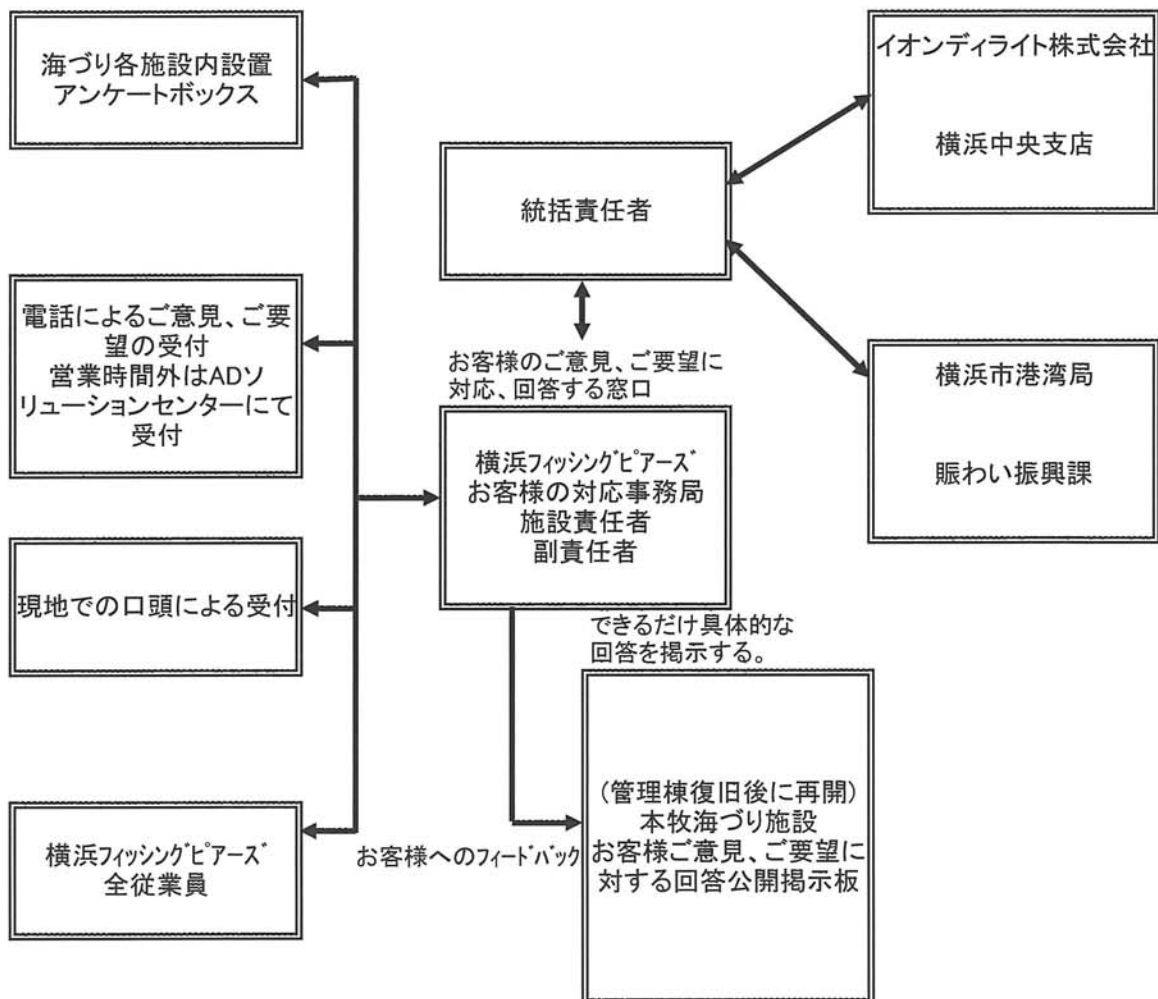 海づり各施設内設置
アンケートボックス
電話によるご意見、ご要
望の受付
営業時間外はADソ
リューションセンターにて
受付
現地での口頭による受付
横浜フィッシングピアーズ
全従業員
統括責任者
お客様のご意見、ご要望に
対応、回答する窓口
横浜フィッシングピアーズ
お客様の対応事務局
施設責任者
副責任者
できるだけ具体的な
回答を掲示する。
お客様へのフィードバック
(管理棟復旧後に再開)
本牧海づり施設
お客様ご意見、ご要望に
対する回答公開掲示板
イオンディライト株式会社
横浜中央支店
横浜市港湾局
賑わい振興課